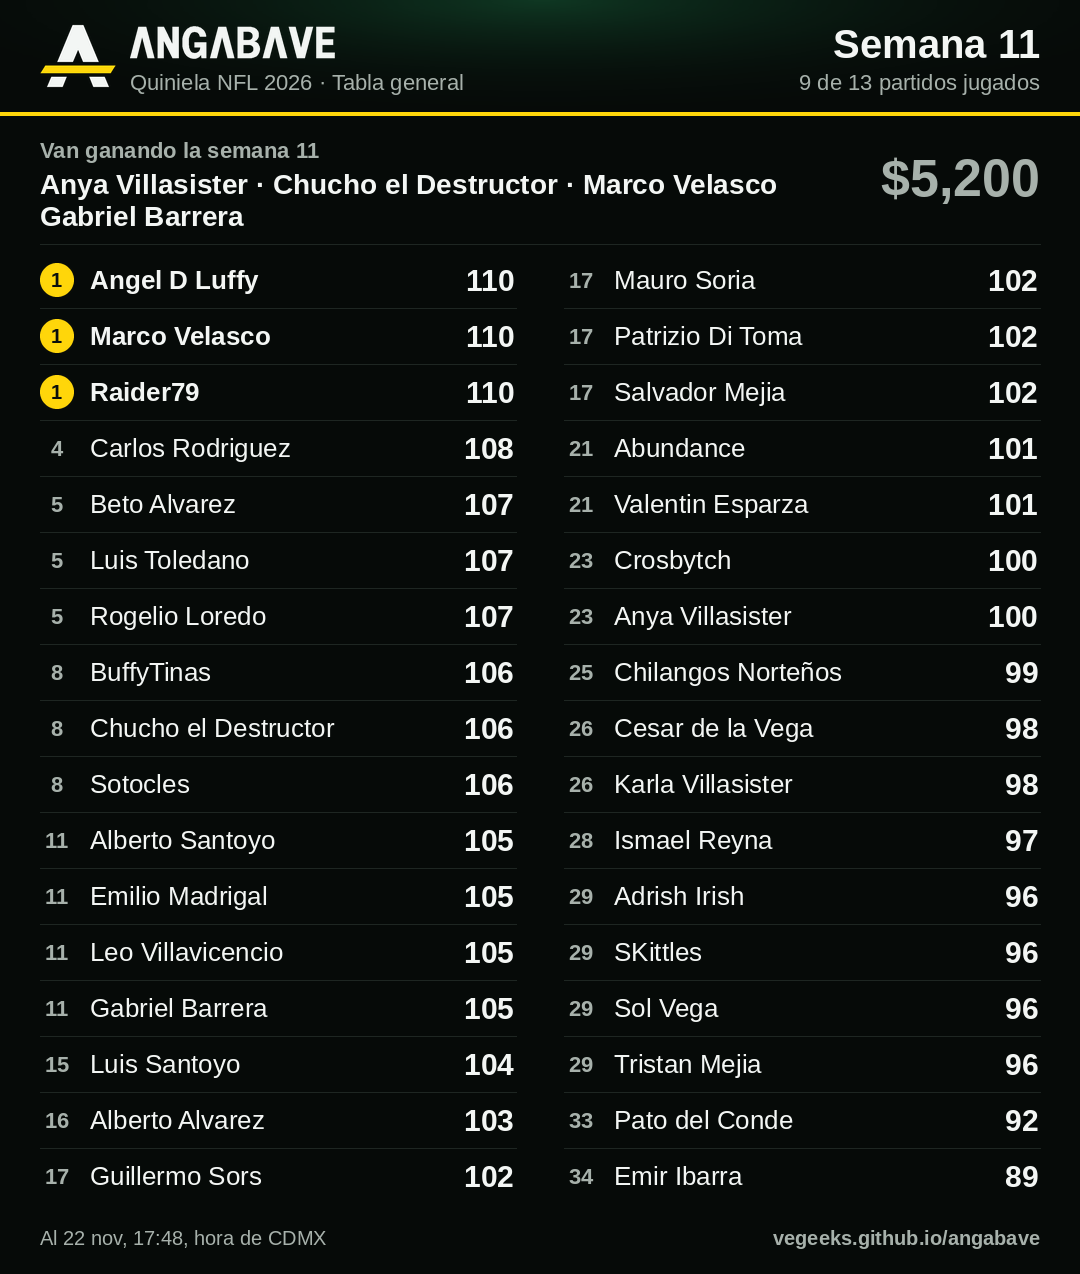 ANGABAVE
Quiniela NFL 2026 · Tabla general
Semana 11
9 de 13 partidos jugados
Van ganando la semana 11
Anya Villasister · Chucho el Destructor · Marco Velasco
Gabriel Barrera
$5,200
1 Angel D Luffy 110
1 Marco Velasco 110
1 Raider79 110
4 Carlos Rodriguez 108
5 Beto Alvarez 107
5 Luis Toledano 107
5 Rogelio Loredo 107
8 BuffyTinas 106
8 Chucho el Destructor 106
8 Sotocles 106
11 Alberto Santoyo 105
11 Emilio Madrigal 105
11 Leo Villavicencio 105
11 Gabriel Barrera 105
15 Luis Santoyo 104
16 Alberto Alvarez 103
17 Guillermo Sors 102
17 Mauro Soria 102
17 Patrizio Di Toma 102
17 Salvador Mejia 102
21 Abundance 101
21 Valentin Esparza 101
23 Crosbytch 100
23 Anya Villasister 100
25 Chilangos Norteños 99
26 Cesar de la Vega 98
26 Karla Villasister 98
28 Ismael Reyna 97
29 Adrish Irish 96
29 SKittles 96
29 Sol Vega 96
29 Tristan Mejia 96
33 Pato del Conde 92
34 Emir Ibarra 89
Al 22 nov, 17:48, hora de CDMX
vegeeks.github.io/angabave